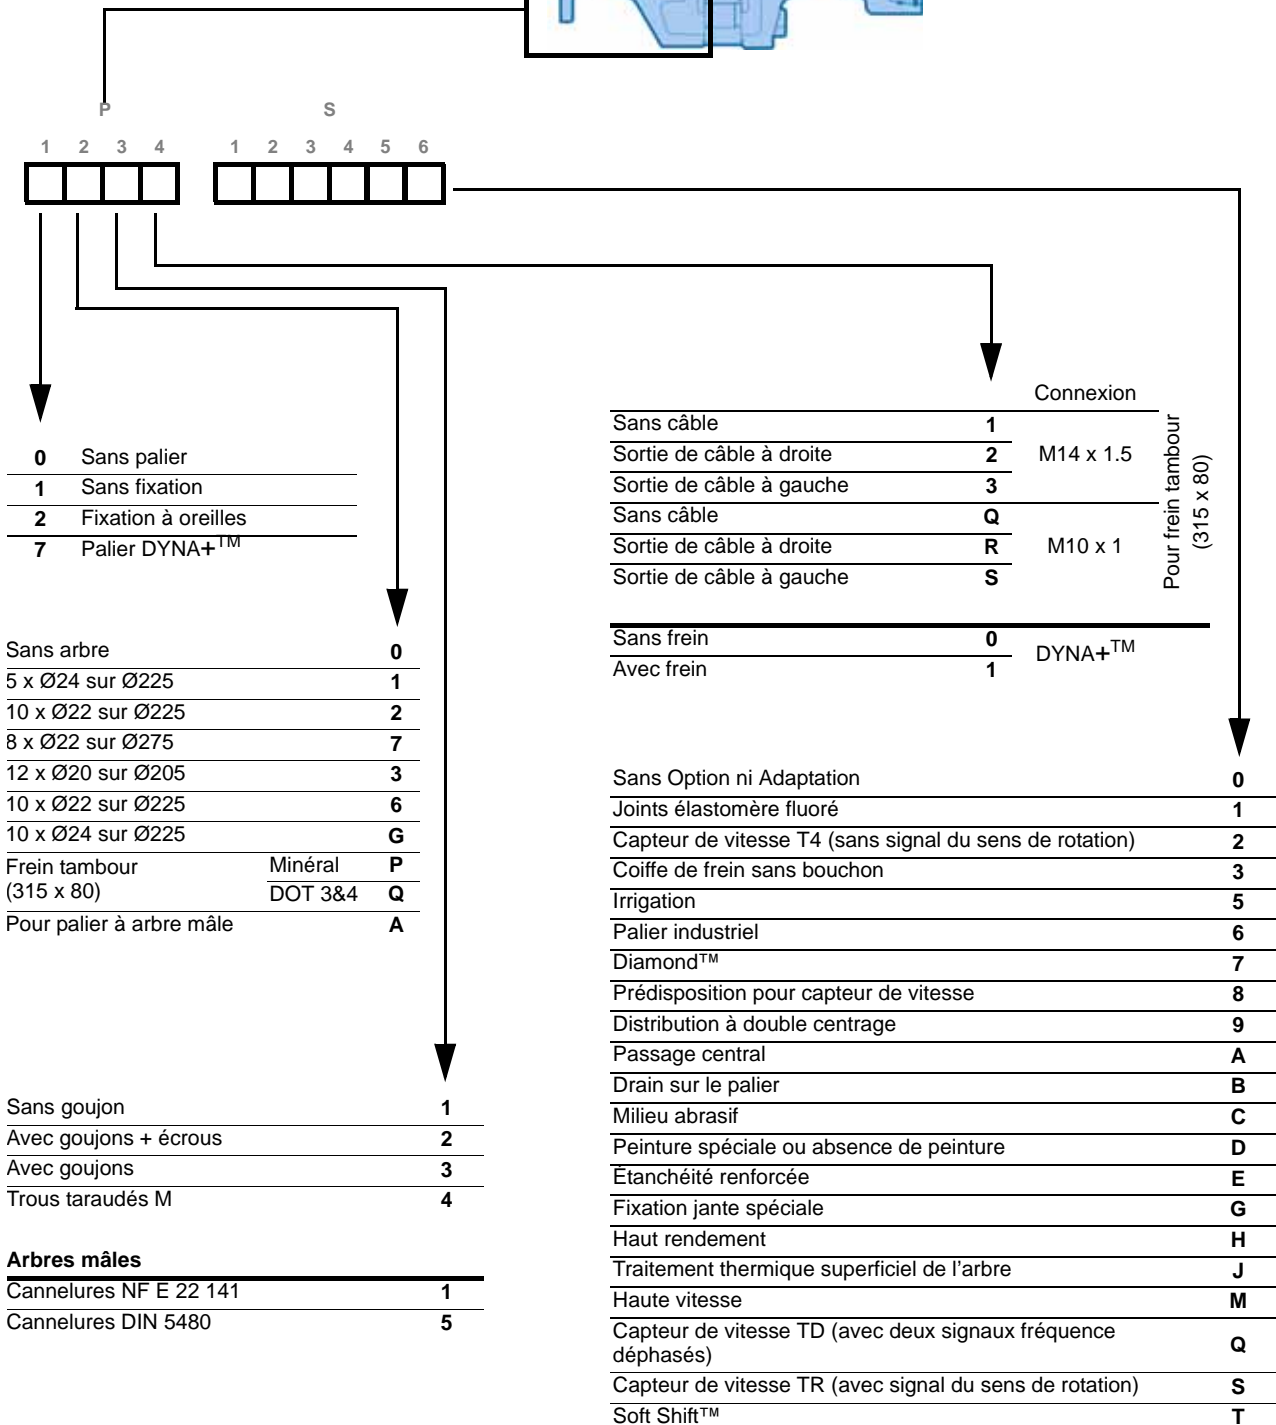 P S
1 2 3 4 1 2 3 4 5 6
0 Sans palier
1 Sans fixation
2 Fixation à oreilles
7 Palier DYNA+TM
Connexion
Sans câble 1
Sortie de câble à droite 2 M14 x 1.5
Sortie de câble à gauche 3
Sans câble Q
Sortie de câble à droite R M10 x 1
Sortie de câble à gauche S
Pour frein tambour
(315 x 80)
Sans frein 0
DYNA+TM
Avec frein 1
Sans arbre 0
5 x Ø24 sur Ø225 1
10 x Ø22 sur Ø225 2
8 x Ø22 sur Ø275 7
12 x Ø20 sur Ø205 3
10 x Ø22 sur Ø225 6
10 x Ø24 sur Ø225 G
Frein tambour Minéral P
(315 x 80) DOT 3&4 Q
Pour palier à arbre mâle A
Sans goujon 1
Avec goujons + écrous 2
Avec goujons 3
Trous taraudés M 4
Arbres mâles
Cannelures NF E 22 141 1
Cannelures DIN 5480 5
Sans Option ni Adaptation 0
Joints élastomère fluoré 1
Capteur de vitesse T4 (sans signal du sens de rotation) 2
Coiffe de frein sans bouchon 3
Irrigation 5
Palier industriel 6
Diamond™ 7
Prédisposition pour capteur de vitesse 8
Distribution à double centrage 9
Passage central A
Drain sur le palier B
Milieu abrasif C
Peinture spéciale ou absence de peinture D
Étanchéité renforcée E
Fixation jante spéciale G
Haut rendement H
Traitement thermique superficiel de l'arbre J
Haute vitesse M
Capteur de vitesse TD (avec deux signaux fréquence
déphasés) Q
Capteur de vitesse TR (avec signal du sens de rotation) S
Soft Shift™ T